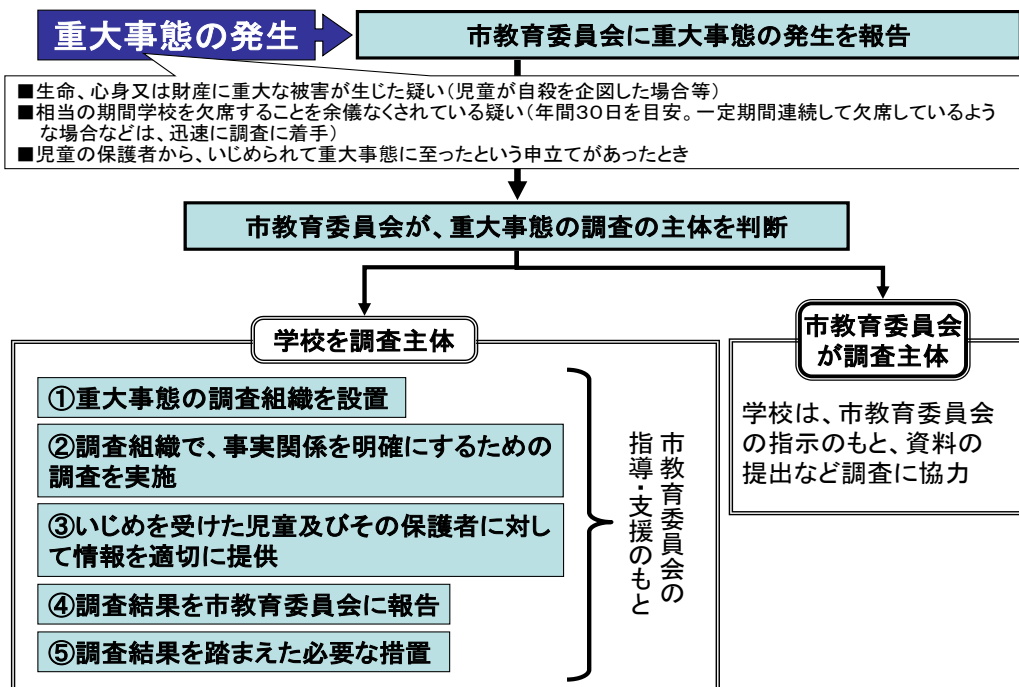 重大事態の発生
市教育委員会に重大事態の発生を報告
■生命、心身又は財産に重大な被害が生じた疑い（児童が自殺を企図した場合等）
■相当の期間学校を欠席することを余儀なくされている疑い（年間30日を目安。一定期間連続して欠席しているよう
な場合などは、迅速に調査に着手）
■児童の保護者から、いじめられて重大事態に至ったという申立てがあったとき
市教育委員会が、重大事態の調査の主体を判断
学校を調査主体
①重大事態の調査組織を設置
②調査組織で、事実関係を明確にするための
調査を実施
③いじめを受けた児童及びその保護者に対し
て情報を適切に提供
④調査結果を市教育委員会に報告
⑤調査結果を踏まえた必要な措置
市教育委員会の
指導・支援のもと
市教育委員会
が調査主体
学校は、市教育委員会
の指示のもと、資料の
提出など調査に協力